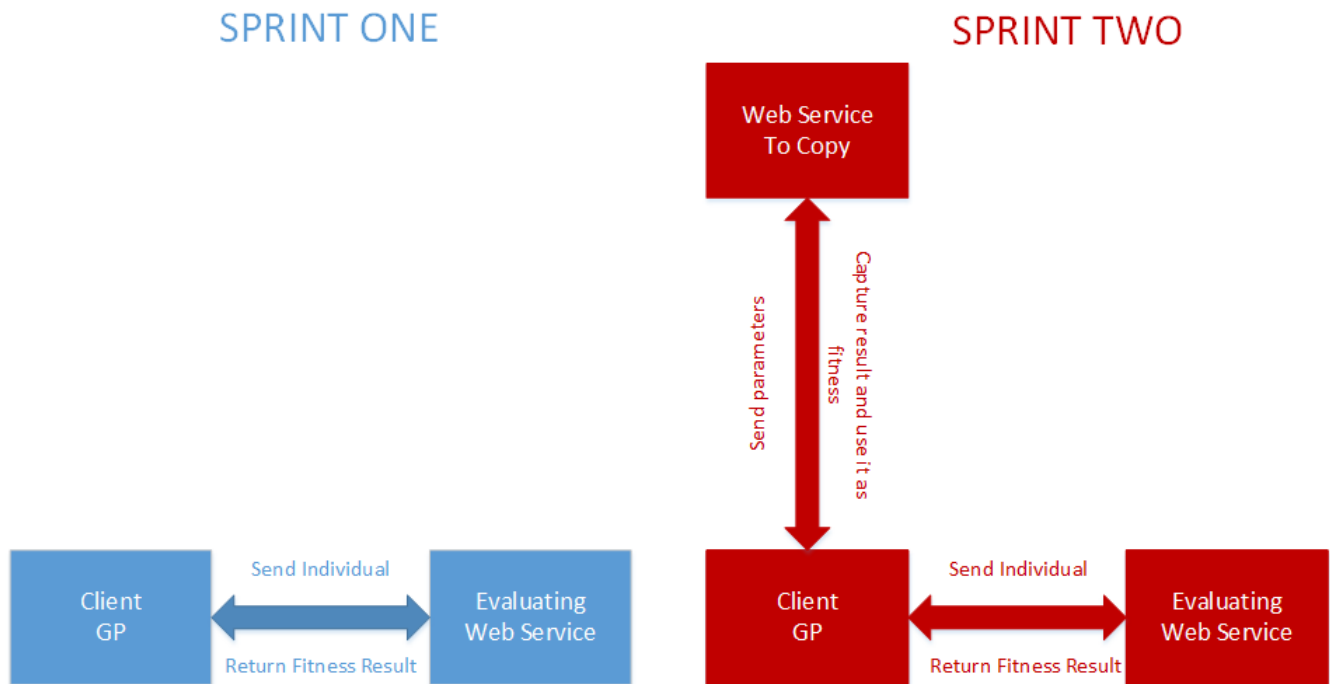 SPRINT ONE
Send Individual
Client
GP
Evaluating
Web Service
Return Fitness Result
SPRINT TWO
Web Service
To Copy
Send parameters
Capture result and use it as
fitness
Send Individual
Client
GP
Evaluating
Web Service
Return Fitness Result